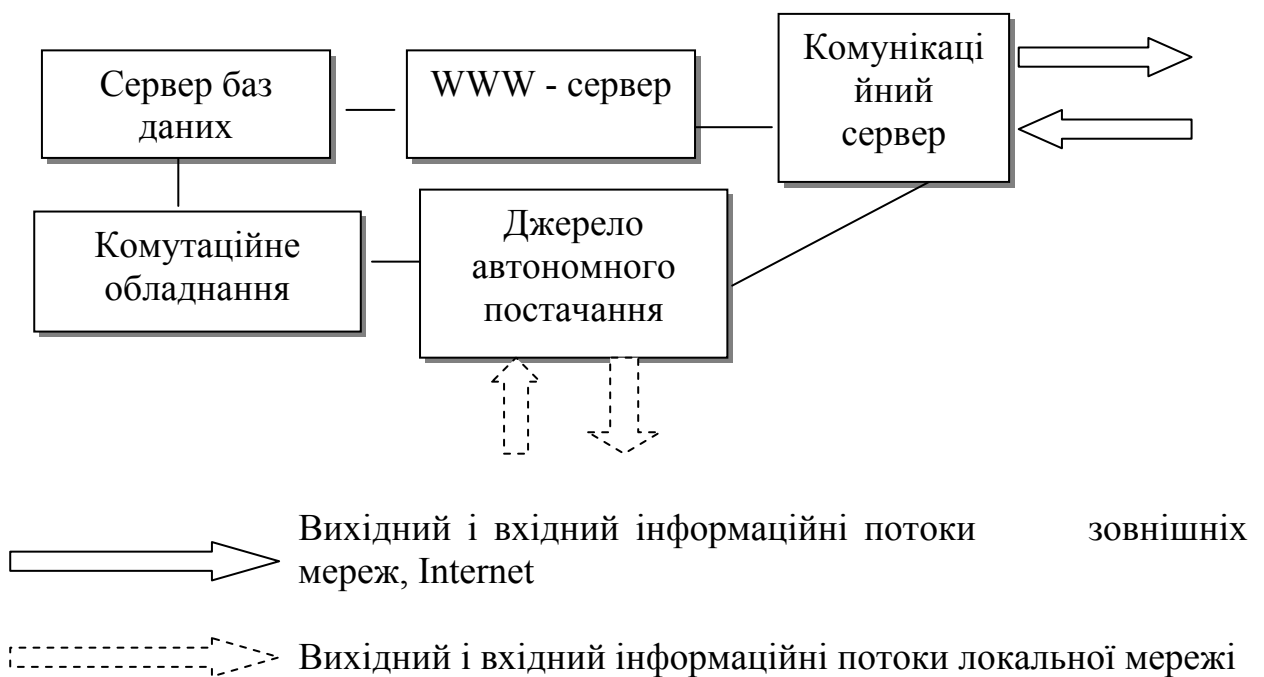 Сервер баз
даних
WWW - сервер
Комунікаці
йний
сервер
Комутаційне
обладнання
Джерело
автономного
постачання
Вихідний і вхідний інформаційні потоки зовнішніх
мереж, Internet
Вихідний і вхідний інформаційні потоки локальної мережі